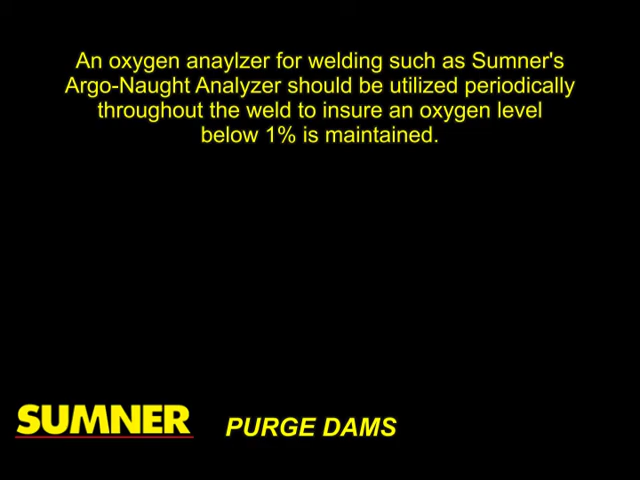 An oxygen anaylzer for welding such as Sumner's
Argo-Naught Analyzer should be utilized periodically
throughout the weld to insure an oxygen level
below 1% is maintained.
SUMNER
PURGE DAMS